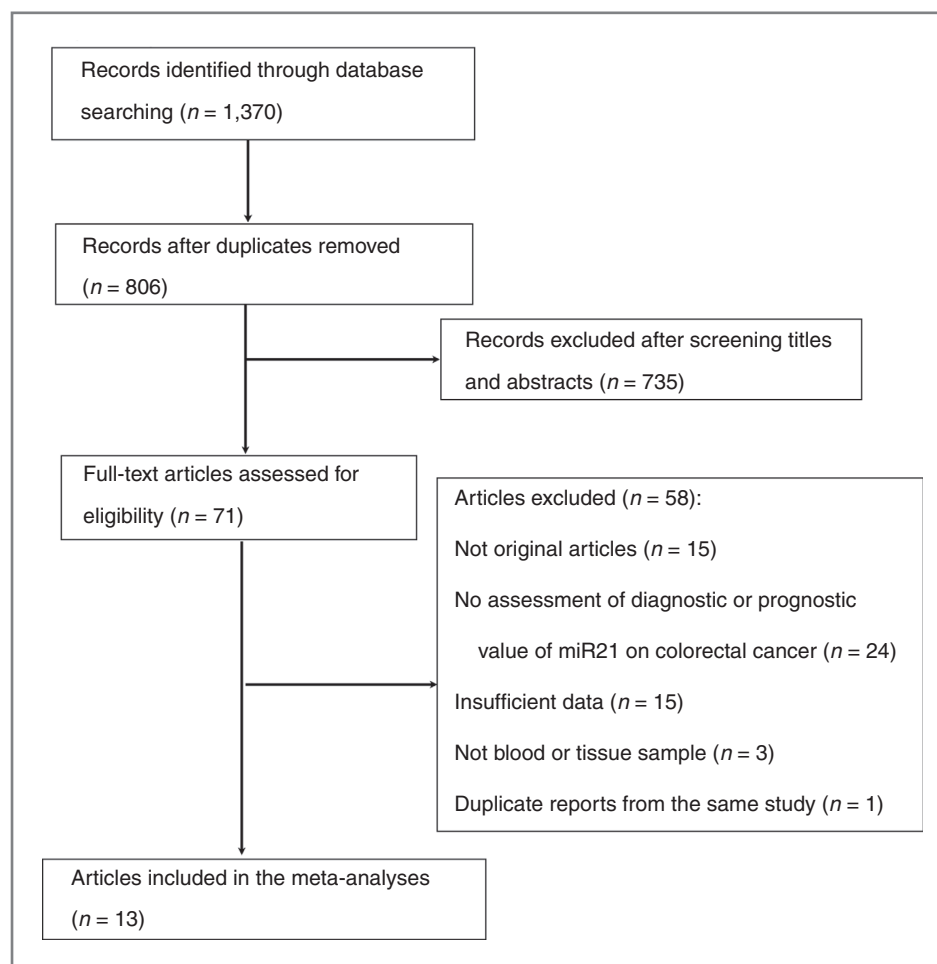 Records identified through database
searching (n = 1,370)
Records after duplicates removed
(n = 806)
Records excluded after screening titles
and abstracts (n = 735)
Full-text articles assessed for
eligibility (n = 71)
Articles excluded (n = 58):
Not original articles (n = 15)
No assessment of diagnostic or prognostic
value of miR21 on colorectal cancer (n = 24)
Insufficient data (n = 15)
Not blood or tissue sample (n = 3)
Duplicate reports from the same study (n = 1)
Articles included in the meta-analyses
(n = 13)